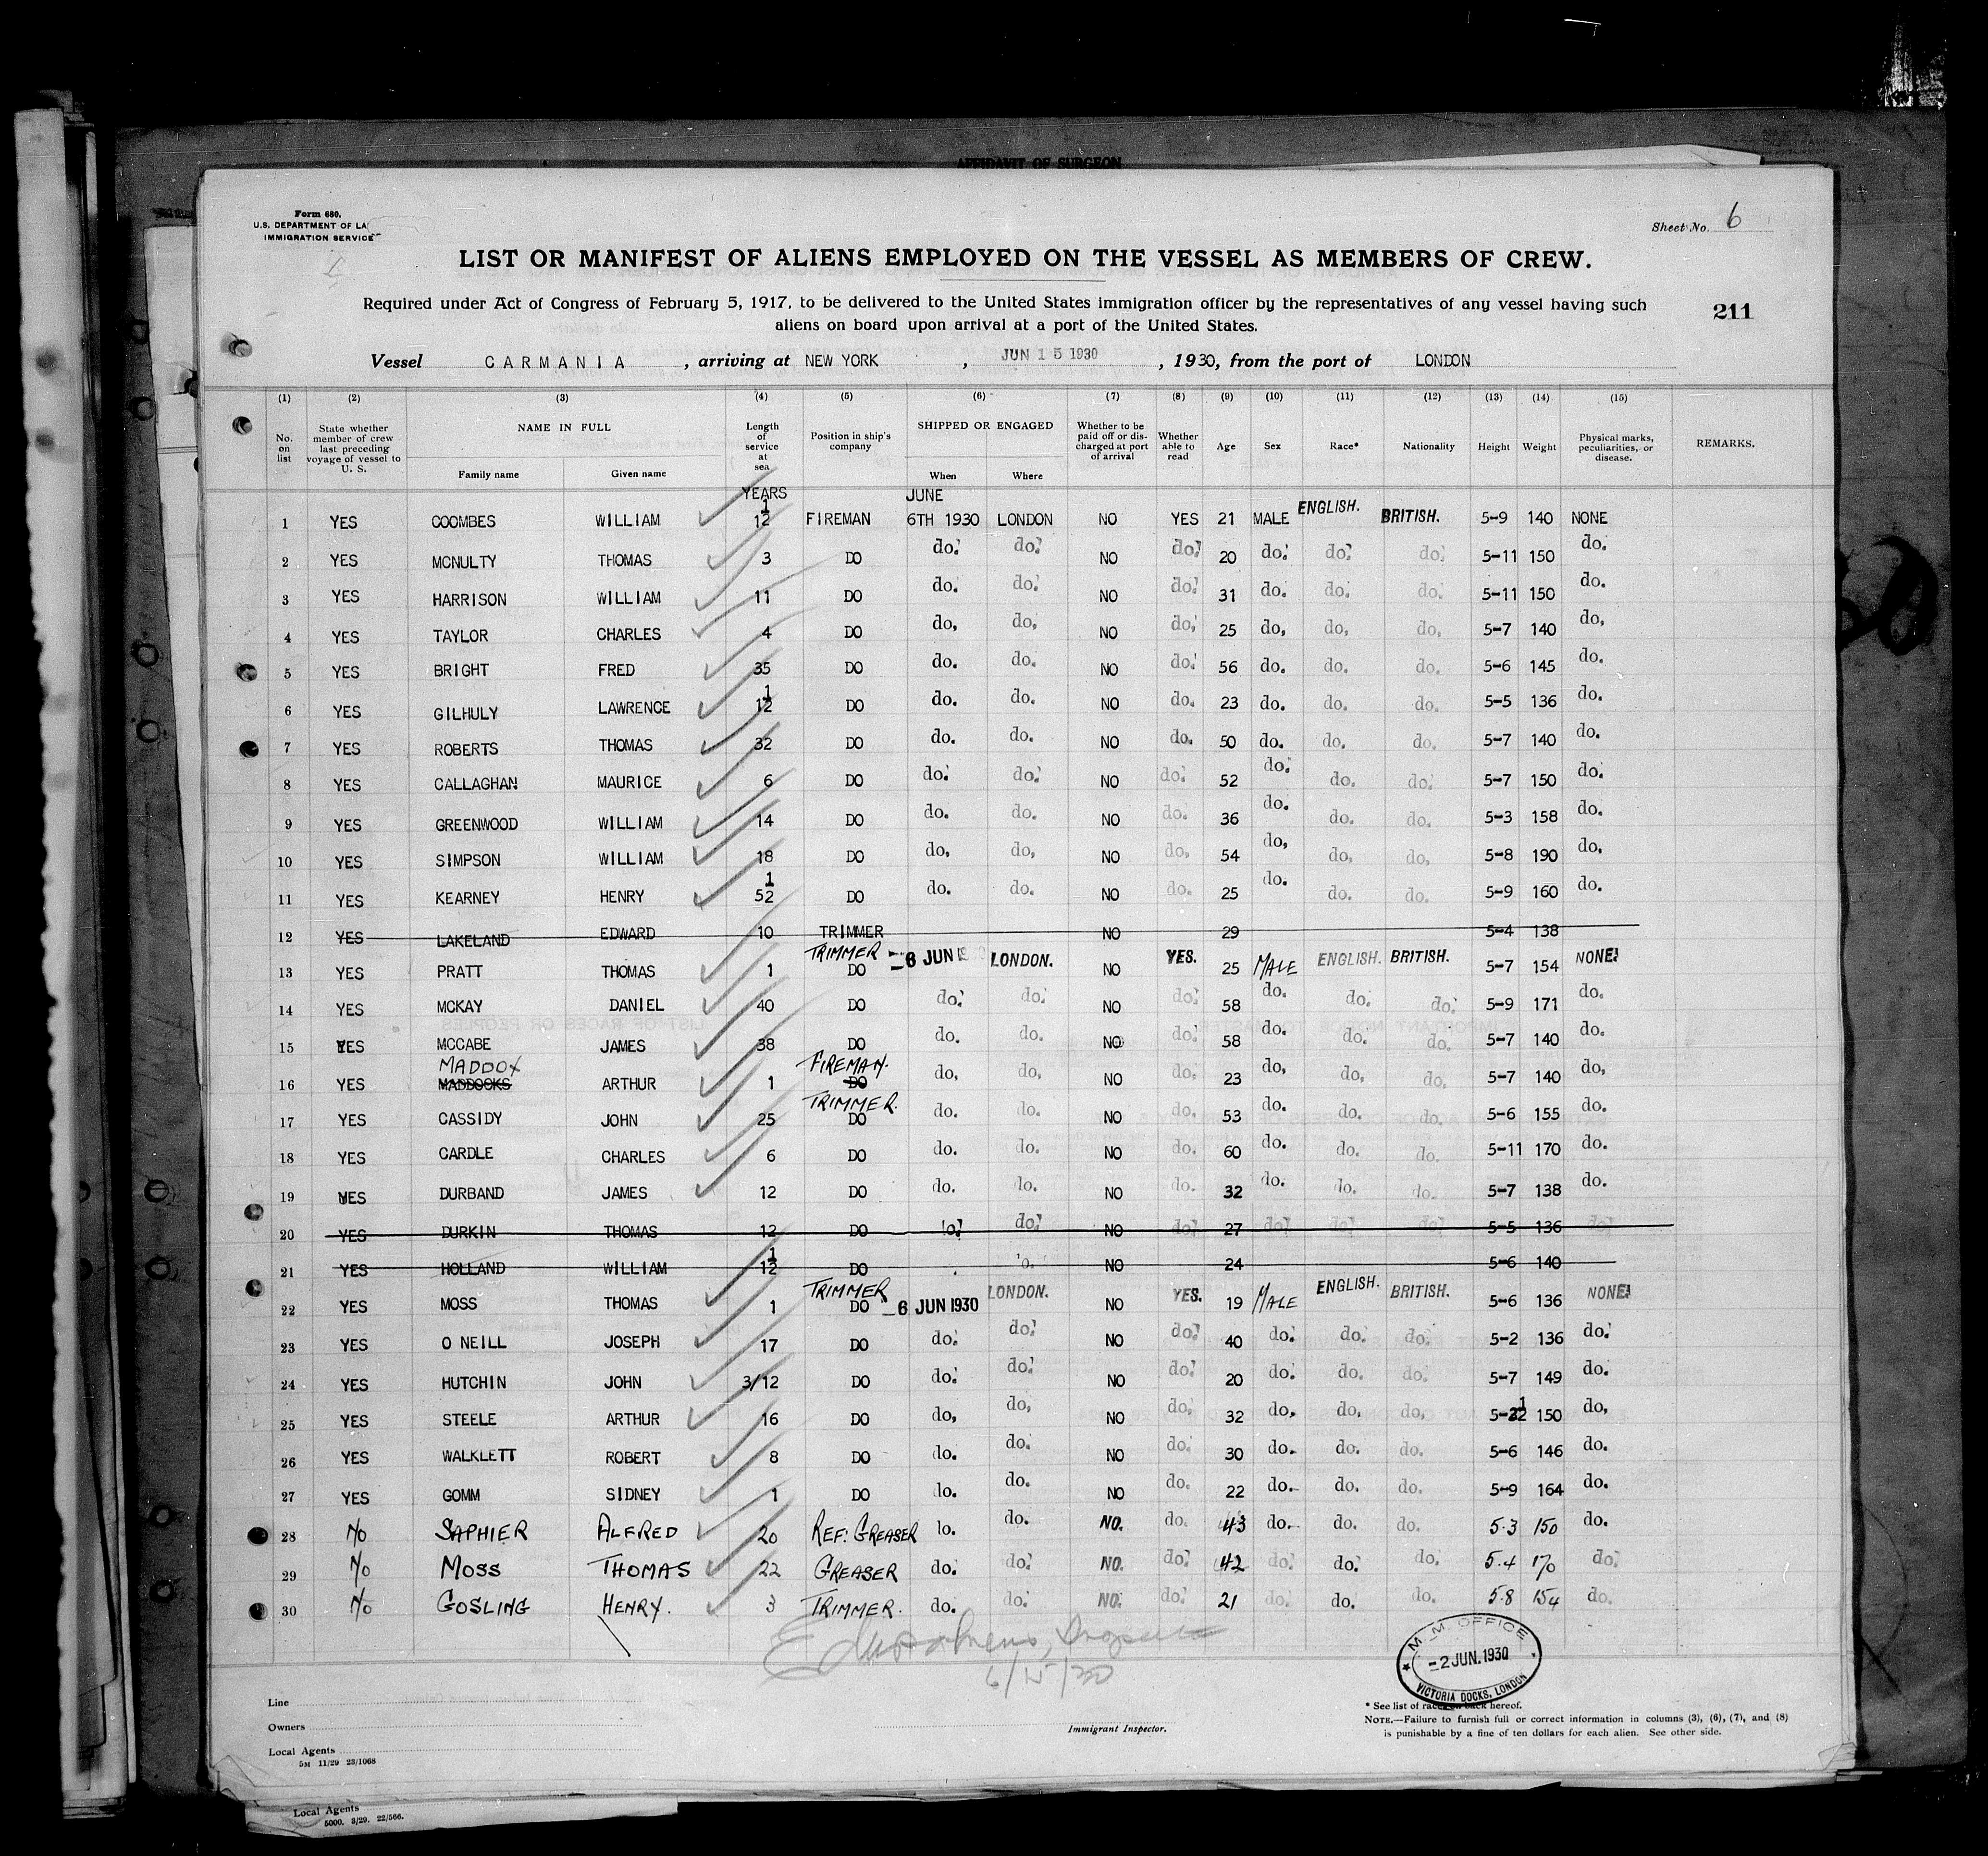 AFFIDAVIT OF SURGEON
Form 680.
U.S. DEPARTMENT OF LA
IMMIGRATION SERVICE
Sheet No. 6
LIST OR MANIFEST OF ALIENS EMPLOYED ON THE VESSEL AS MEMBERS OF CREW.
Required under Act of Congress of February 5, 1917, to be delivered to the United States immigration officer by the representatives of any vessel having such
aliens on board upon arrival at a port of the United States.
211
Vessel CARMANIA, arriving at NEW YORK, JUN 15 1930, 1930, from the port of LONDON
(1) (2) (3) (4) (5) (6) (7) (8) (9) (10) (11) (12) (13) (14) (15)
No. on list State whether member of crew last preceding voyage of vessel to U. S. NAME IN FULL Family name Given name Length of service at sea Position in ship's company SHIPPED OR ENGAGED When Where Whether to be paid off or discharged at port of arrival Whether able to read Age Sex Race* Nationality Height Weight Physical marks, peculiarities, or disease. REMARKS.
YEARS JUNE
1 YES COOMBES WILLIAM 1/12 FIREMAN 6TH 1930 LONDON NO YES 21 MALE ENGLISH. BRITISH. 5-9 140 NONE
2 YES MCNULTY THOMAS 3 DO do. do. NO do. 20 do. do. do. 5-11 150 do.
3 YES HARRISON WILLIAM 11 DO do. do. NO do. 31 do. do. do. 5-11 150 do.
4 YES TAYLOR CHARLES 4 DO do. do. NO do. 25 do. do. do. 5-7 140 do.
5 YES BRIGHT FRED 35 DO do. do. NO do. 56 do. do. do. 5-6 145 do.
6 YES GILHULY LAWRENCE 1/12 DO do. do. NO do. 23 do. do. do. 5-5 136 do.
7 YES ROBERTS THOMAS 32 DO do. do. NO do. 50 do. do. do. 5-7 140 do.
8 YES CALLAGHAN MAURICE 6 DO do. do. NO do. 52 do. do. do. 5-7 150 do.
9 YES GREENWOOD WILLIAM 14 DO do. do. NO do. 36 do. do. do. 5-3 158 do.
10 YES SIMPSON WILLIAM 18 DO do. do. NO do. 54 do. do. do. 5-8 190 do.
11 YES KEARNEY HENRY 1/52 DO do. do. NO do. 25 do. do. do. 5-9 160 do.
12 YES LAKELAND EDWARD 10 TRIMMER NO 29 5-4 138
13 YES PRATT THOMAS 1 TRIMMER DO -6 JUN LONDON. NO YES. 25 MALE ENGLISH. BRITISH. 5-7 154 NONE
14 YES MCKAY DANIEL 40 DO do. do. NO do. 58 do. do. do. 5-9 171 do.
15 YES MCCABE JAMES 38 DO do. do. NO do. 58 do. do. do. 5-7 140 do.
16 YES MADDOX MADDOCKS ARTHUR 1 FIREMAN. DO do. do. NO do. 23 do. do. do. 5-7 140 do.
17 YES CASSIDY JOHN 25 TRIMMER. DO do. do. NO do. 53 do. do. do. 5-6 155 do.
18 YES CARDLE CHARLES 6 DO do. do. NO do. 60 do. do. do. 5-11 170 do.
19 YES DURBAND JAMES 12 DO do. do. NO do. 32 do. do. do. 5-7 138 do.
20 YES DURKIN THOMAS 12 DO do. do. NO do. 27 do. do. do. 5-5 136 do.
21 YES HOLLAND WILLIAM 1/12 DO NO 24 5-6 140
22 YES MOSS THOMAS 1 TRIMMER DO -6 JUN 1930 LONDON. NO YES. 19 MALE ENGLISH. BRITISH. 5-6 136 NONE
23 YES O NEILL JOSEPH 17 DO do. do. NO do. 40 do. do. do. 5-2 136 do.
24 YES HUTCHIN JOHN 3/12 DO do. do. NO do. 20 do. do. do. 5-7 149 do.
25 YES STEELE ARTHUR 16 DO do. do. NO do. 32 do. do. do. 150 do.
26 YES WALKLETT ROBERT 8 DO do. do. NO do. 30 do. do. do. 5-6 146 do.
27 YES GOMM SIDNEY 1 DO do. do. NO do. 22 do. do. do. 5-9 164 do.
28 No SAPHIER ALFRED 20 REF: GREASER do. do. NO. do. 43 do. do. do. 5.3 150 do.
29 No MOSS THOMAS 22 GREASER do. do. NO. do. 42 do. do. do. 5.4 170 do.
30 No GOSLING HENRY. 3 TRIMMER. do. do. NO. do. 21 do. do. do. 5.8 154 do.
6/15/30
M.M. OFFICE
-2 JUN. 1930
VICTORIA DOCKS, LONDON
Line
Owners
Local Agents
5M 11/29 23/1068
Immigrant Inspector.
* See list of races on back hereof.
NOTE.—Failure to furnish full or correct information in columns (3), (6), (7), and (8)
is punishable by a fine of ten dollars for each alien. See other side.
Local Agents
5000. 3/29. 22/566.